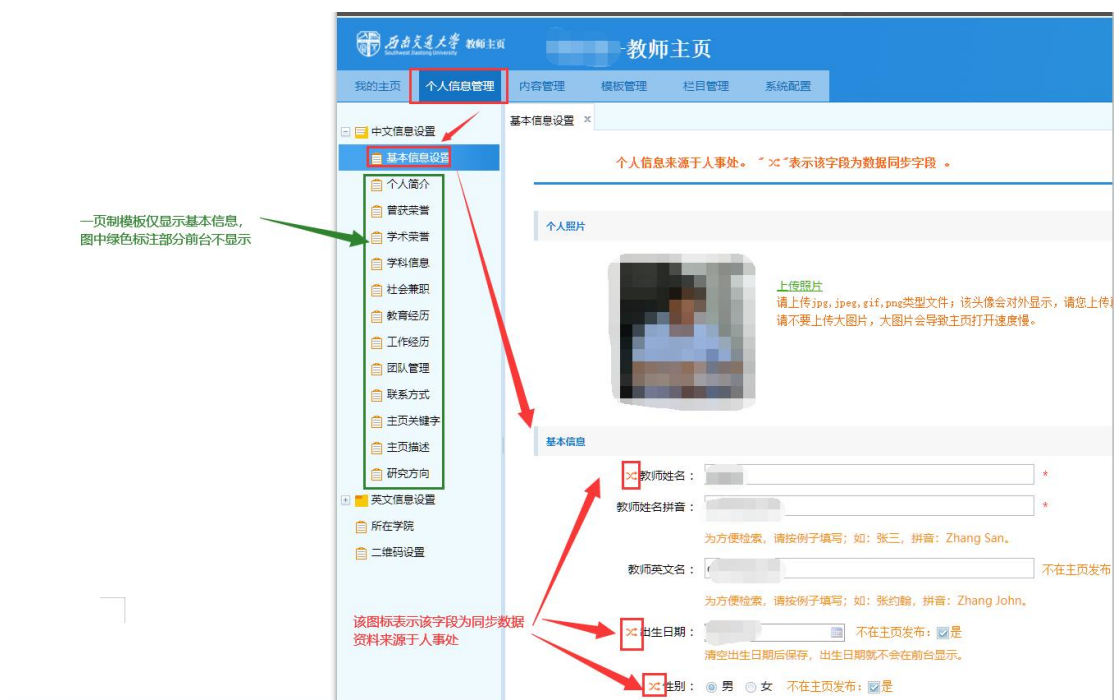 西南交通大学 教师主页
Southwest Jiaotong University
-教师主页
我的主页 个人信息管理 内容管理 模板管理 栏目管理 系统配置
中文信息设置
基本信息设置
个人简介
曾获荣誉
学术荣誉
学科信息
社会兼职
教育经历
工作经历
团队管理
联系方式
主页关键字
主页描述
研究方向
英文信息设置
所在学院
二维码设置
一页制模板仅显示基本信息,
图中绿色标注部分前台不显示
基本信息设置 ×
个人信息来源于人事处。 "⤮"表示该字段为数据同步字段 。
个人照片
上传照片
请上传jpg,jpeg,gif,png类型文件；该头像会对外显示，请您上传
请不要上传大图片，大图片会导致主页打开速度慢。
基本信息
教师姓名： *
教师姓名拼音： *
为方便检索，请按例子填写；如：张三，拼音：Zhang San。
教师英文名： 不在主页发布
为方便检索，请按例子填写；如：张约翰，拼音：Zhang John。
出生日期： 不在主页发布：是
清空出生日期后保存，出生日期就不会在前台显示。
性别： 男 女 不在主页发布：是
该图标表示该字段为同步数据
资料来源于人事处